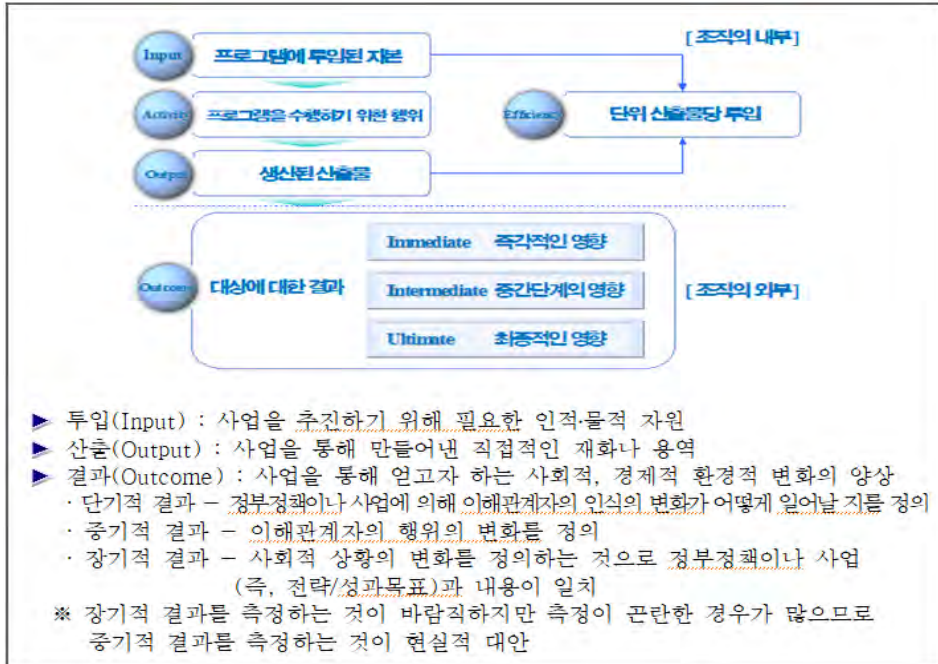 [ 조직의 내부 ]
Input 프로그램에 투입된 자본
Activity 프로그램을 수행하기 위한 행위
Efficiency 단위 산출물당 투입
Output 생산된 산출물
Immediate 즉각적인 영향
Outcome 대상에 대한 결과
Intermediate 중간단계의 영향
[ 조직의 외부 ]
Ultimate 최종적인 영향
► 투입(Input) : 사업을 추진하기 위해 필요한 인적·물적 자원
► 산출(Output) : 사업을 통해 만들어낸 직접적인 재화나 용역
► 결과(Outcome) : 사업을 통해 얻고자 하는 사회적, 경제적 환경적 변화의 양상
· 단기적 결과 – 정부정책이나 사업에 의해 이해관계자의 인식의 변화가 어떻게 일어날 지를 정의
· 중기적 결과 – 이해관계자의 행위의 변화를 정의
· 장기적 결과 – 사회적 상황의 변화를 정의하는 것으로 정부정책이나 사업
(즉, 전략/성과목표)과 내용이 일치
※ 장기적 결과를 측정하는 것이 바람직하지만 측정이 곤란한 경우가 많으므로
중기적 결과를 측정하는 것이 현실적 대안